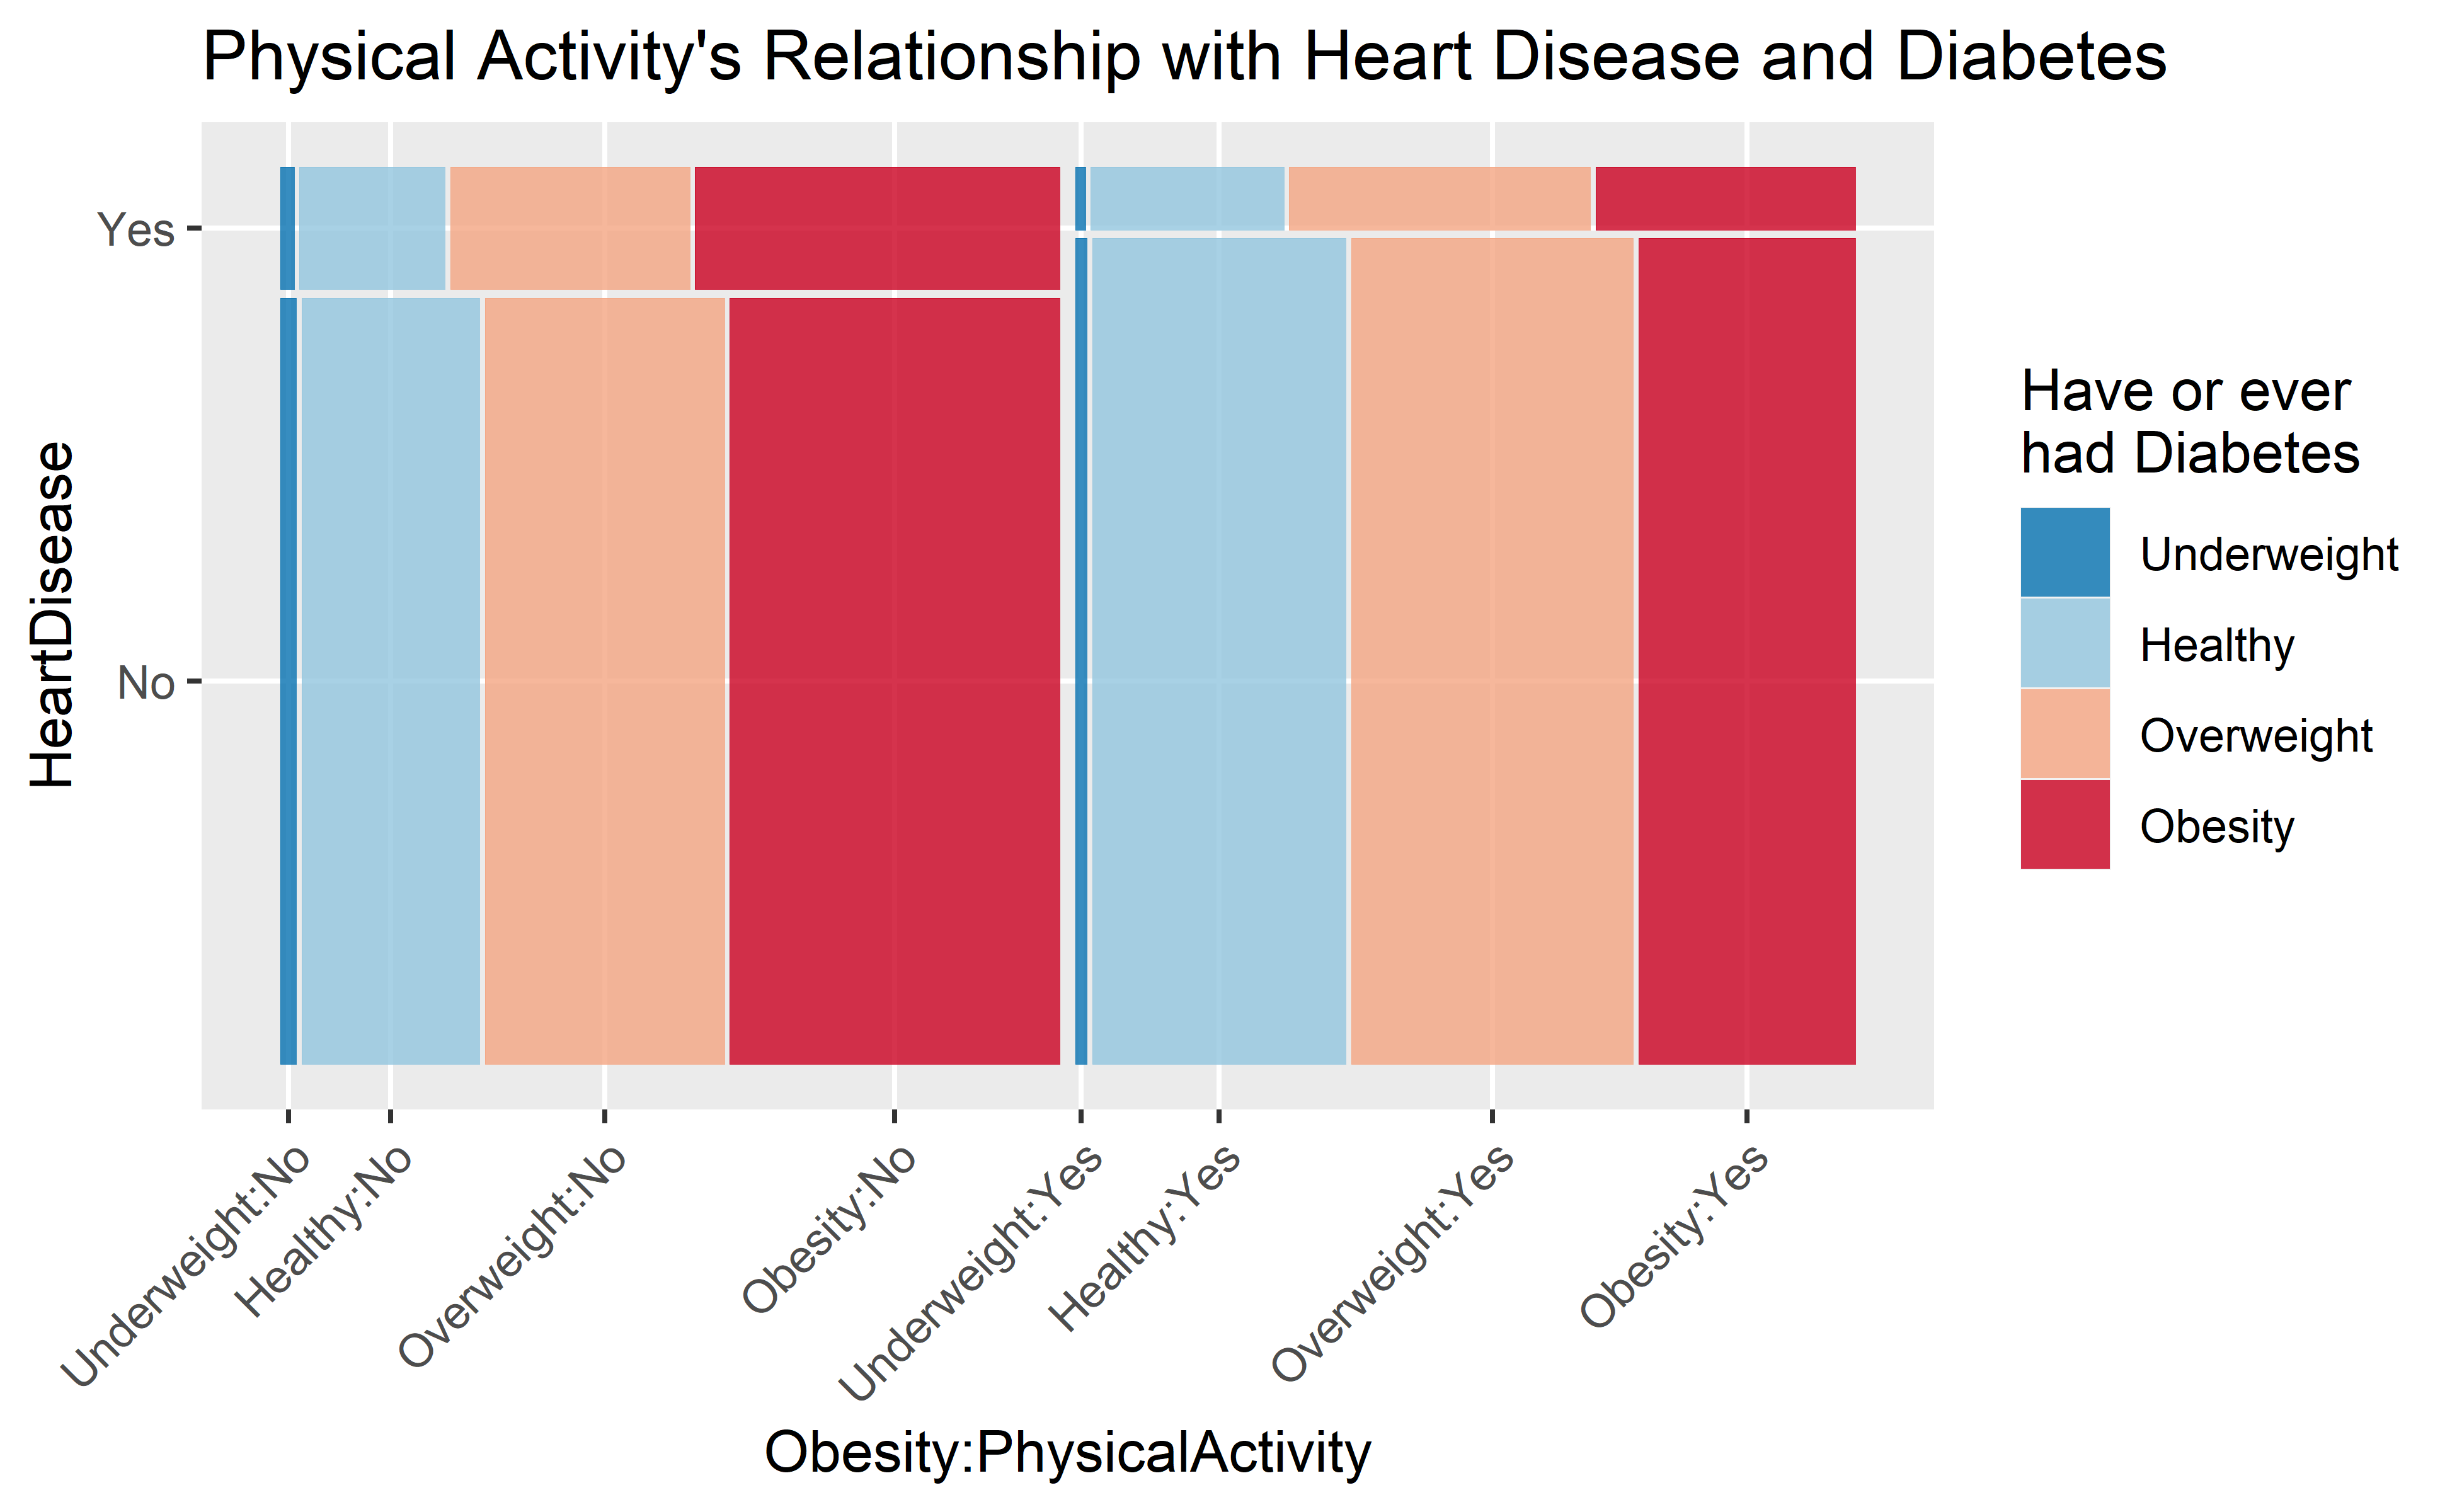 Physical Activity's Relationship with Heart Disease and Diabetes
HeartDisease
Yes
No
Underweight:No
Healthy:No
Overweight:No
Obesity:No
Underweight:Yes
Healthy:Yes
Overweight:Yes
Obesity:Yes
Obesity:PhysicalActivity
Have or ever
had Diabetes
Underweight
Healthy
Overweight
Obesity